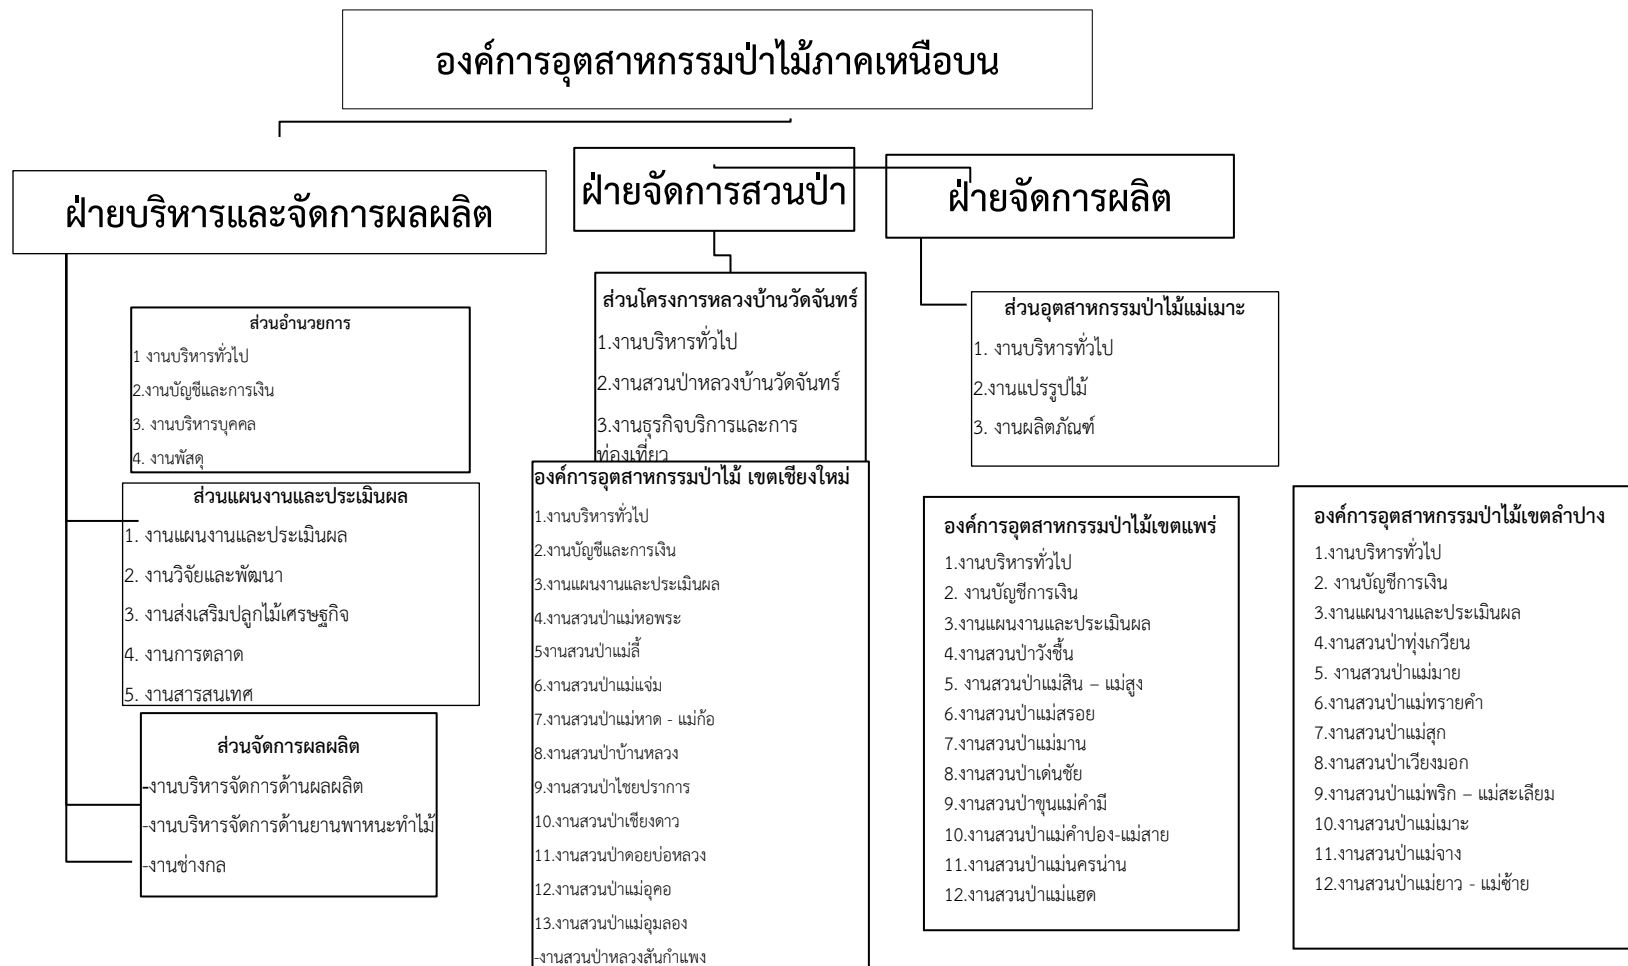 องค์การอุตสาหกรรมป่าไม้ภาคเหนือบน
ฝ่ายบริหารและจัดการผลผลิต
ฝ่ายจัดการสวนป่า
ฝ่ายจัดการผลิต
ส่วนอำนวยการ
1 งานบริหารทั่วไป
2.งานบัญชีและการเงิน
3. งานบริหารบุคคล
4. งานพัสดุ
ส่วนแผนงานและประเมินผล
1. งานแผนงานและประเมินผล
2. งานวิจัยและพัฒนา
3. งานส่งเสริมปลูกไม้เศรษฐกิจ
4. งานการตลาด
5. งานสารสนเทศ
ส่วนจัดการผลผลิต
-งานบริหารจัดการด้านผลผลิต
-งานบริหารจัดการด้านยานพาหนะทำไม้
-งานช่างกล
ส่วนโครงการหลวงบ้านวัดจันทร์
1.งานบริหารทั่วไป
2.งานสวนป่าหลวงบ้านวัดจันทร์
3.งานธุรกิจบริการและการ
ท่องเที่ยว
องค์การอุตสาหกรรมป่าไม้ เขตเชียงใหม่
1.งานบริหารทั่วไป
2.งานบัญชีและการเงิน
3.งานแผนงานและประเมินผล
4.งานสวนป่าแม่หอพระ
5งานสวนป่าแม่ลี้
6.งานสวนป่าแม่แจ่ม
7.งานสวนป่าแม่หาด - แม่ก้อ
8.งานสวนป่าบ้านหลวง
9.งานสวนป่าไชยปราการ
10.งานสวนป่าเชียงดาว
11.งานสวนป่าดอยบ่อหลวง
12.งานสวนป่าแม่อุคอ
13.งานสวนป่าแม่อุมลอง
-งานสวนป่าหลวงสันกำแพง
ส่วนอุตสาหกรรมป่าไม้แม่เมาะ
1. งานบริหารทั่วไป
2.งานแปรรูปไม้
3. งานผลิตภัณฑ์
องค์การอุตสาหกรรมป่าไม้เขตแพร่
1.งานบริหารทั่วไป
2. งานบัญชีการเงิน
3.งานแผนงานและประเมินผล
4.งานสวนป่าวังชิ้น
5. งานสวนป่าแม่สิน – แม่สูง
6.งานสวนป่าแม่สรอย
7.งานสวนป่าแม่มาน
8.งานสวนป่าเด่นชัย
9.งานสวนป่าขุนแม่คำมี
10.งานสวนป่าแม่คำปอง-แม่สาย
11.งานสวนป่าแม่นครน่าน
12.งานสวนป่าแม่แฮด
องค์การอุตสาหกรรมป่าไม้เขตลำปาง
1.งานบริหารทั่วไป
2. งานบัญชีการเงิน
3.งานแผนงานและประเมินผล
4.งานสวนป่าทุ่งเกวียน
5. งานสวนป่าแม่มาย
6.งานสวนป่าแม่ทรายคำ
7.งานสวนป่าแม่สุก
8.งานสวนป่าเวียงมอก
9.งานสวนป่าแม่พริก – แม่สะเลียม
10.งานสวนป่าแม่เมาะ
11.งานสวนป่าแม่จาง
12.งานสวนป่าแม่ยาว - แม่ซ้าย